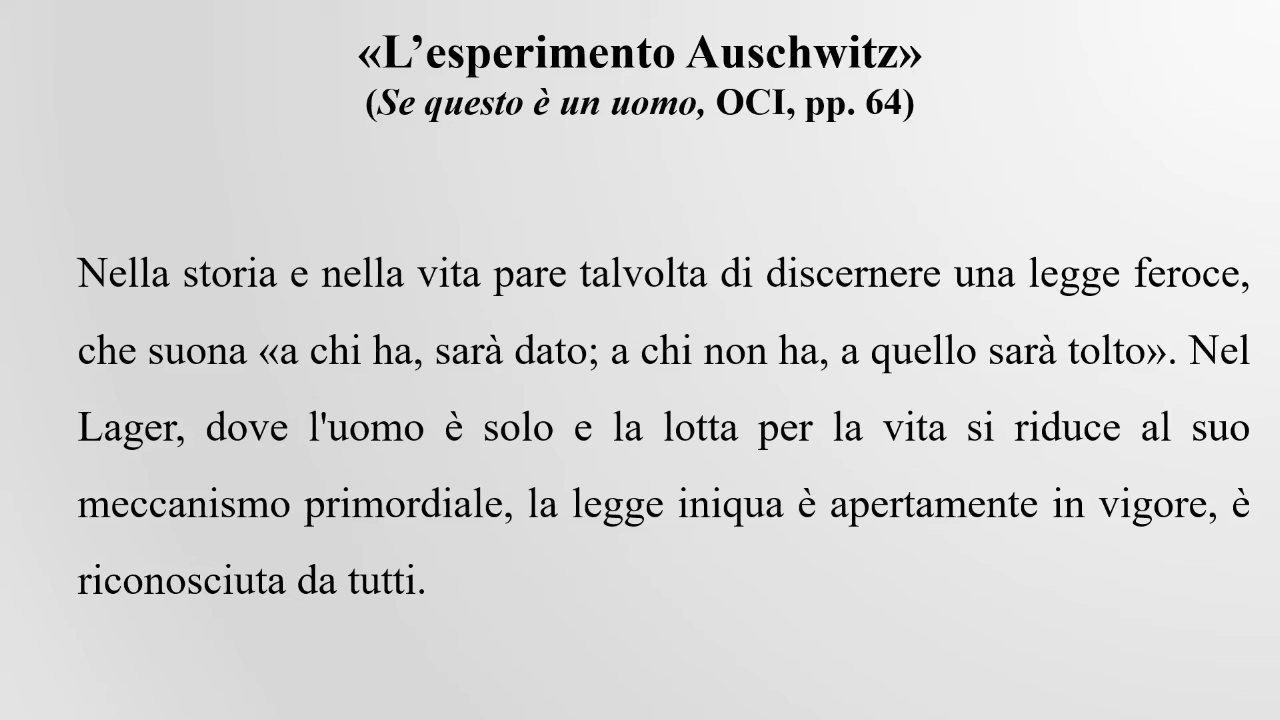 «L’esperimento Auschwitz»
(Se questo è un uomo, OCI, pp. 64)
Nella storia e nella vita pare talvolta di discernere una legge feroce,
che suona «a chi ha, sarà dato; a chi non ha, a quello sarà tolto». Nel
Lager, dove l'uomo è solo e la lotta per la vita si riduce al suo
meccanismo primordiale, la legge iniqua è apertamente in vigore, è
riconosciuta da tutti.